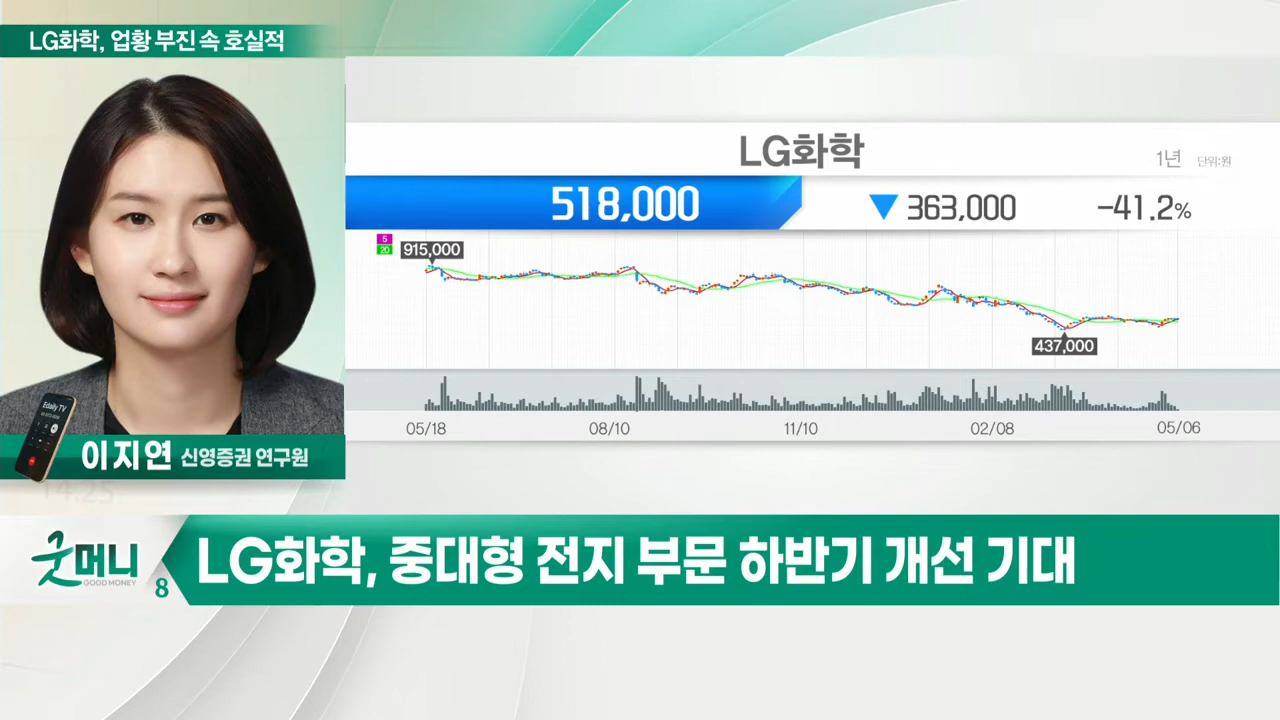 LG화학, 업황 부진 속 호실적
LG화학
1년 단위:원
518,000 ▼363,000 -41.2%
5
20
915,000
437,000
05/18 08/10 11/10 02/08 05/06
Edaily TV
이지연 신영증권 연구원
굿머니
GOOD MONEY
8
LG화학, 중대형 전지 부문 하반기 개선 기대